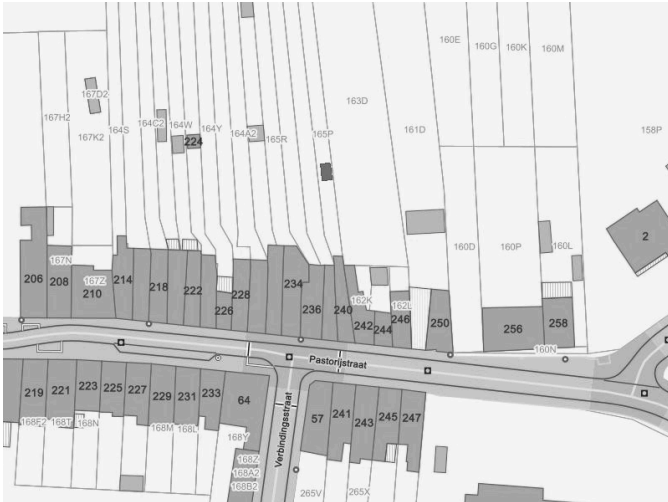 160E
160G
160K
160M
167D2
163D
167H2
164C2
164W
164Y
164A2
165R
165P
161D
158P
167K2
164S
224
160D
160P
160L
2
167N
206
208
167Z
210
214
218
222
226
228
234
236
240
162K
242
244
162L
246
250
256
258
160N
Pastorijstraat
219
221
223
225
227
229
231
233
64
Verbindingsstraat
57
241
243
245
247
168F2
168T
168N
168M
168L
168Y
168Z
168A2
168B2
265V
265X